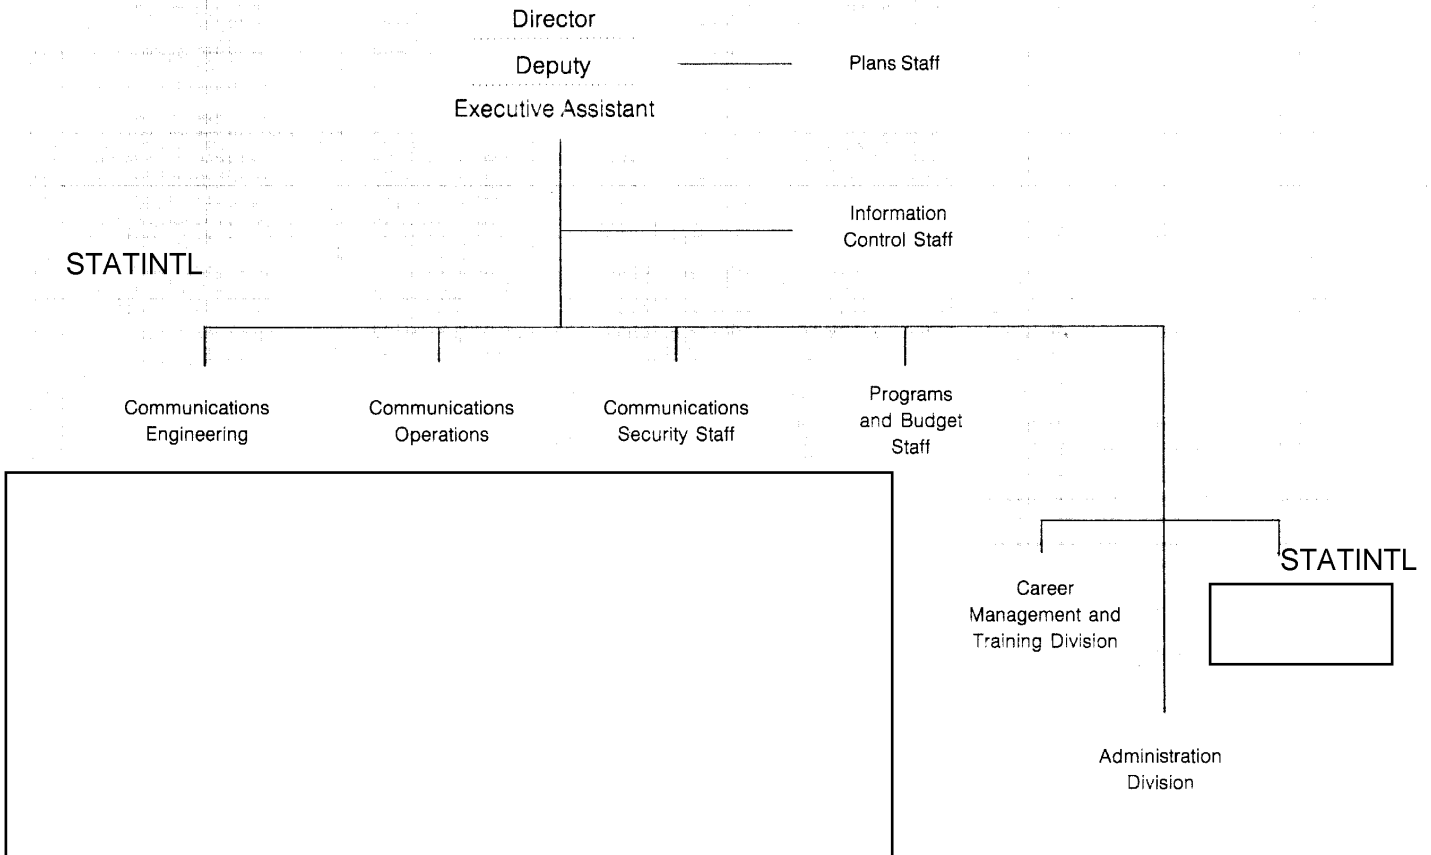 Director
Deputy
Plans Staff
Executive Assistant
Information
Control Staff
STATINTL
Communications
Engineering
Communications
Operations
Communications
Security Staff
Programs
and Budget
Staff
STATINTL
Career
Management and
Training Division
Administration
Division